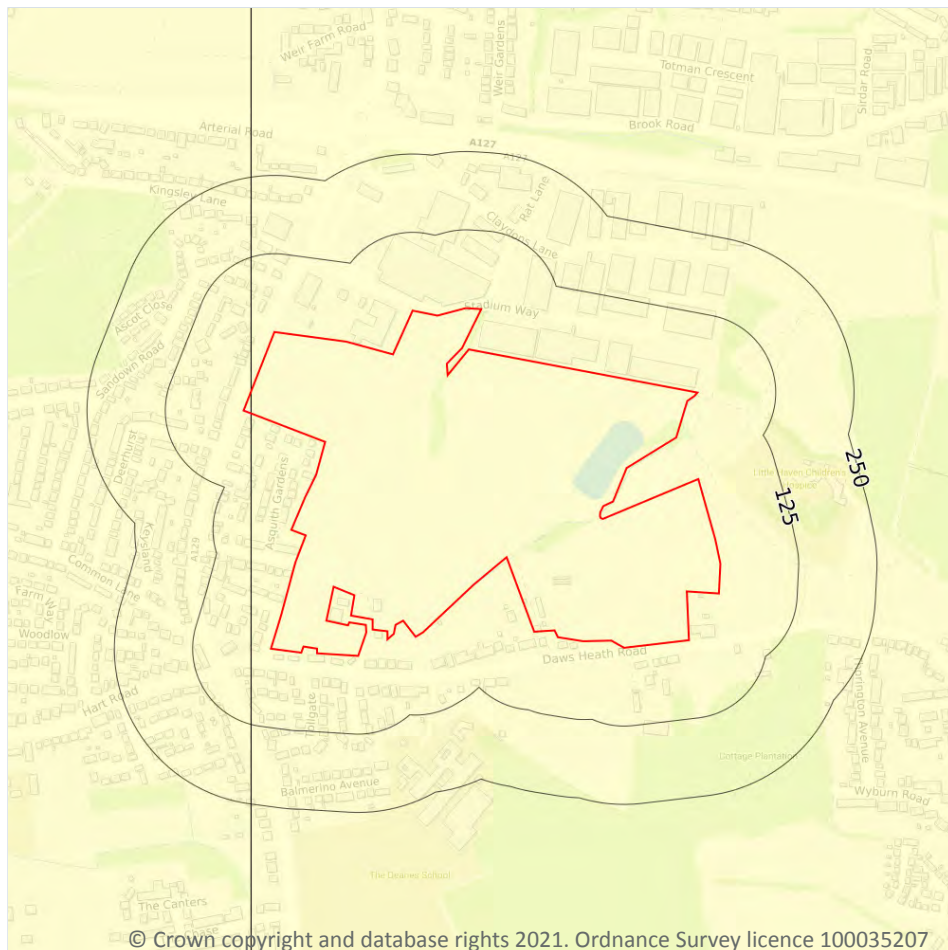 Weir Farm Road
Weir Gardens
Totman Crescent
Sirdar Road
Brook Road
Arterial Road
A127
A127
Kingsley Lane
Rat Lane
Claydons Lane
Stadium Way
Ascot Close
Sandown Road
Deerhurst
Asquith Gardens
Keysland
A129
Common Lane
Farm Way
Woodlow
Little Haven Children's
Hospice
250
125
Daws Heath Road
Hart Road
Tollgate
Balmerino Avenue
Cottage Plantation
Wyburn Road
The Deanes School
The Canters
Chase
© Crown copyright and database rights 2021. Ordnance Survey licence 100035207